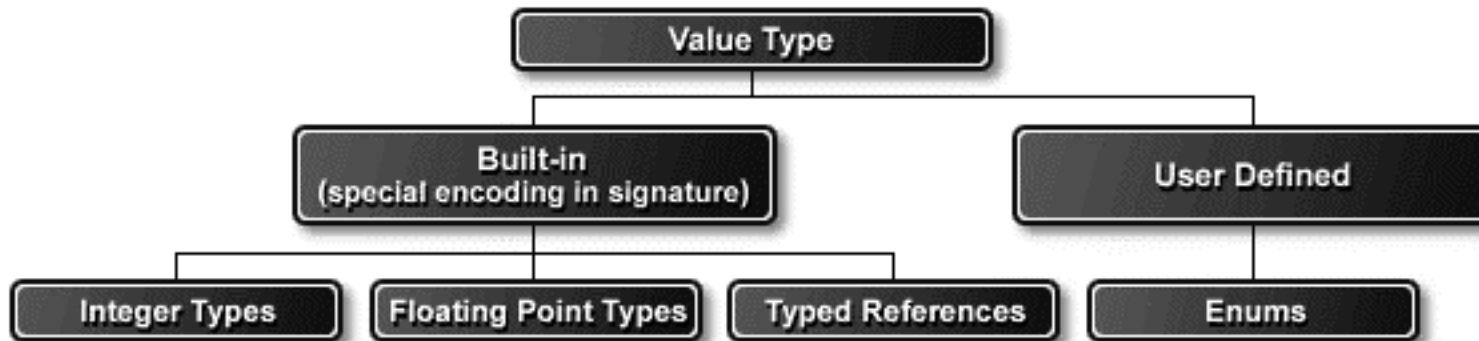 Value Type
Built-in
(special encoding in signature)
User Defined
Integer Types
Floating Point Types
Typed References
Enums